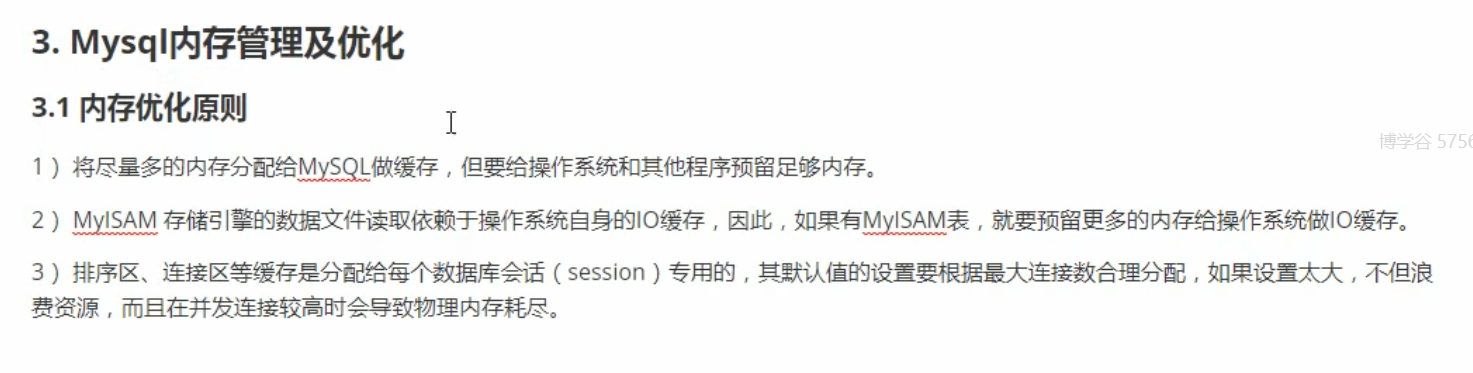 3. Mysql内存管理及优化
3.1 内存优化原则
博学谷 5756
1 ）将尽量多的内存分配给MySQL做缓存，但要给操作系统和其他程序预留足够内存。
2 ）MyISAM 存储引擎的数据文件读取依赖于操作系统自身的IO缓存，因此，如果有MyISAM表，就要预留更多的内存给操作系统做IO缓存。
3 ）排序区、连接区等缓存是分配给每个数据库会话（session）专用的，其默认值的设置要根据最大连接数合理分配，如果设置太大，不但浪
费资源，而且在并发连接较高时会导致物理内存耗尽。